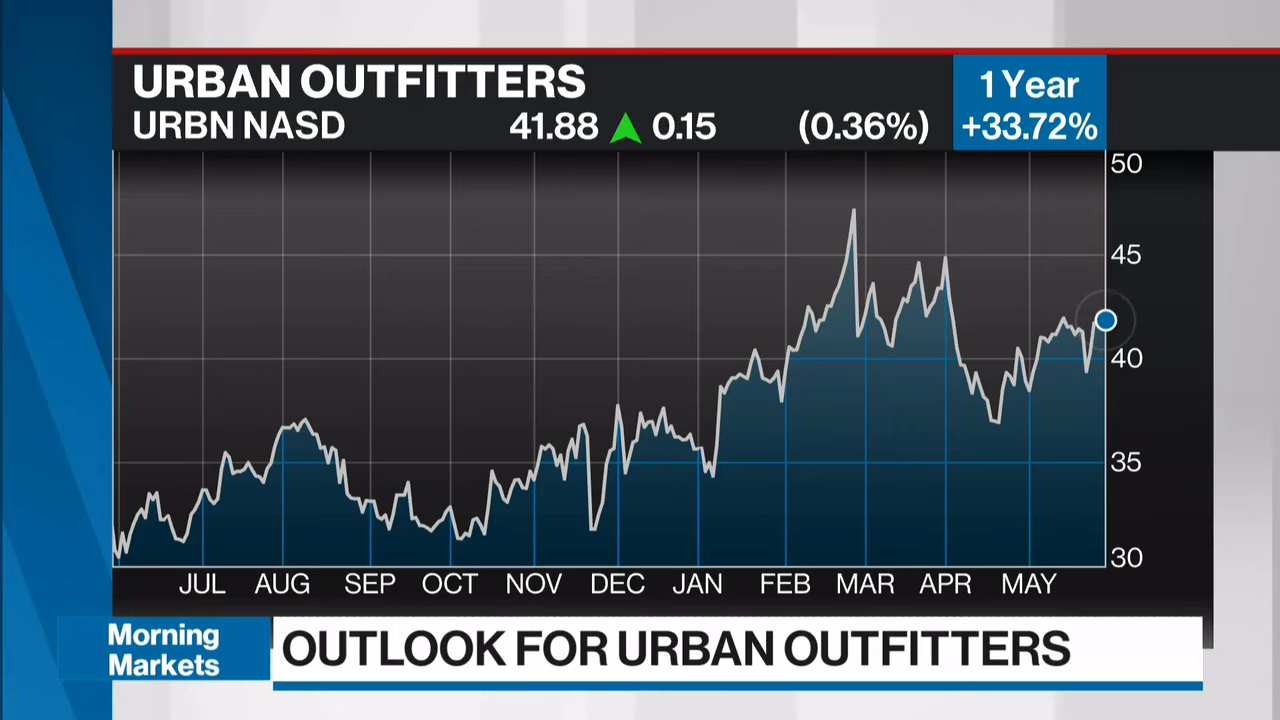 URBAN OUTFITTERS
URBN NASD 41.88 0.15 (0.36%)
1 Year
+33.72%
50
45
40
35
30
JUL AUG SEP OCT NOV DEC JAN FEB MAR APR MAY
Morning
Markets
OUTLOOK FOR URBAN OUTFITTERS